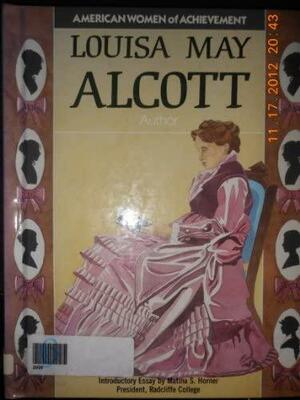 AMERICAN WOMEN of ACHIEVEMENT
LOUISA MAY
ALCOTT
Author
11.17.2012 20:43
Introductory Essay by Matina S. Horner
President, Radcliffe College